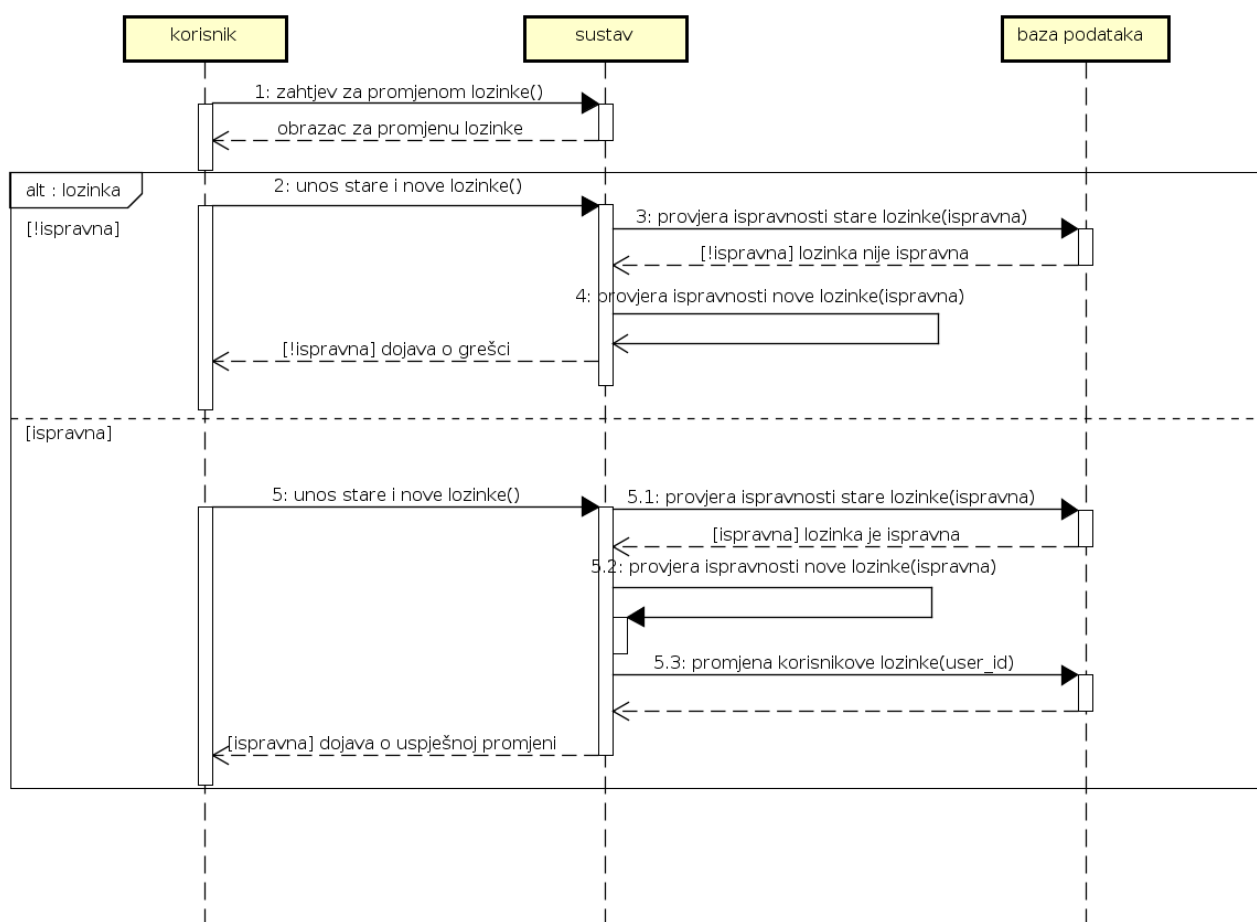 korisnik
sustav
baza podataka
1: zahtjev za promjenom lozinke()
obrazac za promjenu lozinke
alt : lozinka
2: unos stare i nove lozinke()
[!ispravna]
3: provjera ispravnosti stare lozinke(ispravna)
[!ispravna] lozinka nije ispravna
4: provjera ispravnosti nove lozinke(ispravna)
[!ispravna] dojava o grešci
[ispravna]
5: unos stare i nove lozinke()
5.1: provjera ispravnosti stare lozinke(ispravna)
[ispravna] lozinka je ispravna
5.2: provjera ispravnosti nove lozinke(ispravna)
5.3: promjena korisnikove lozinke(user_id)
[ispravna] dojava o uspješnoj promjeni